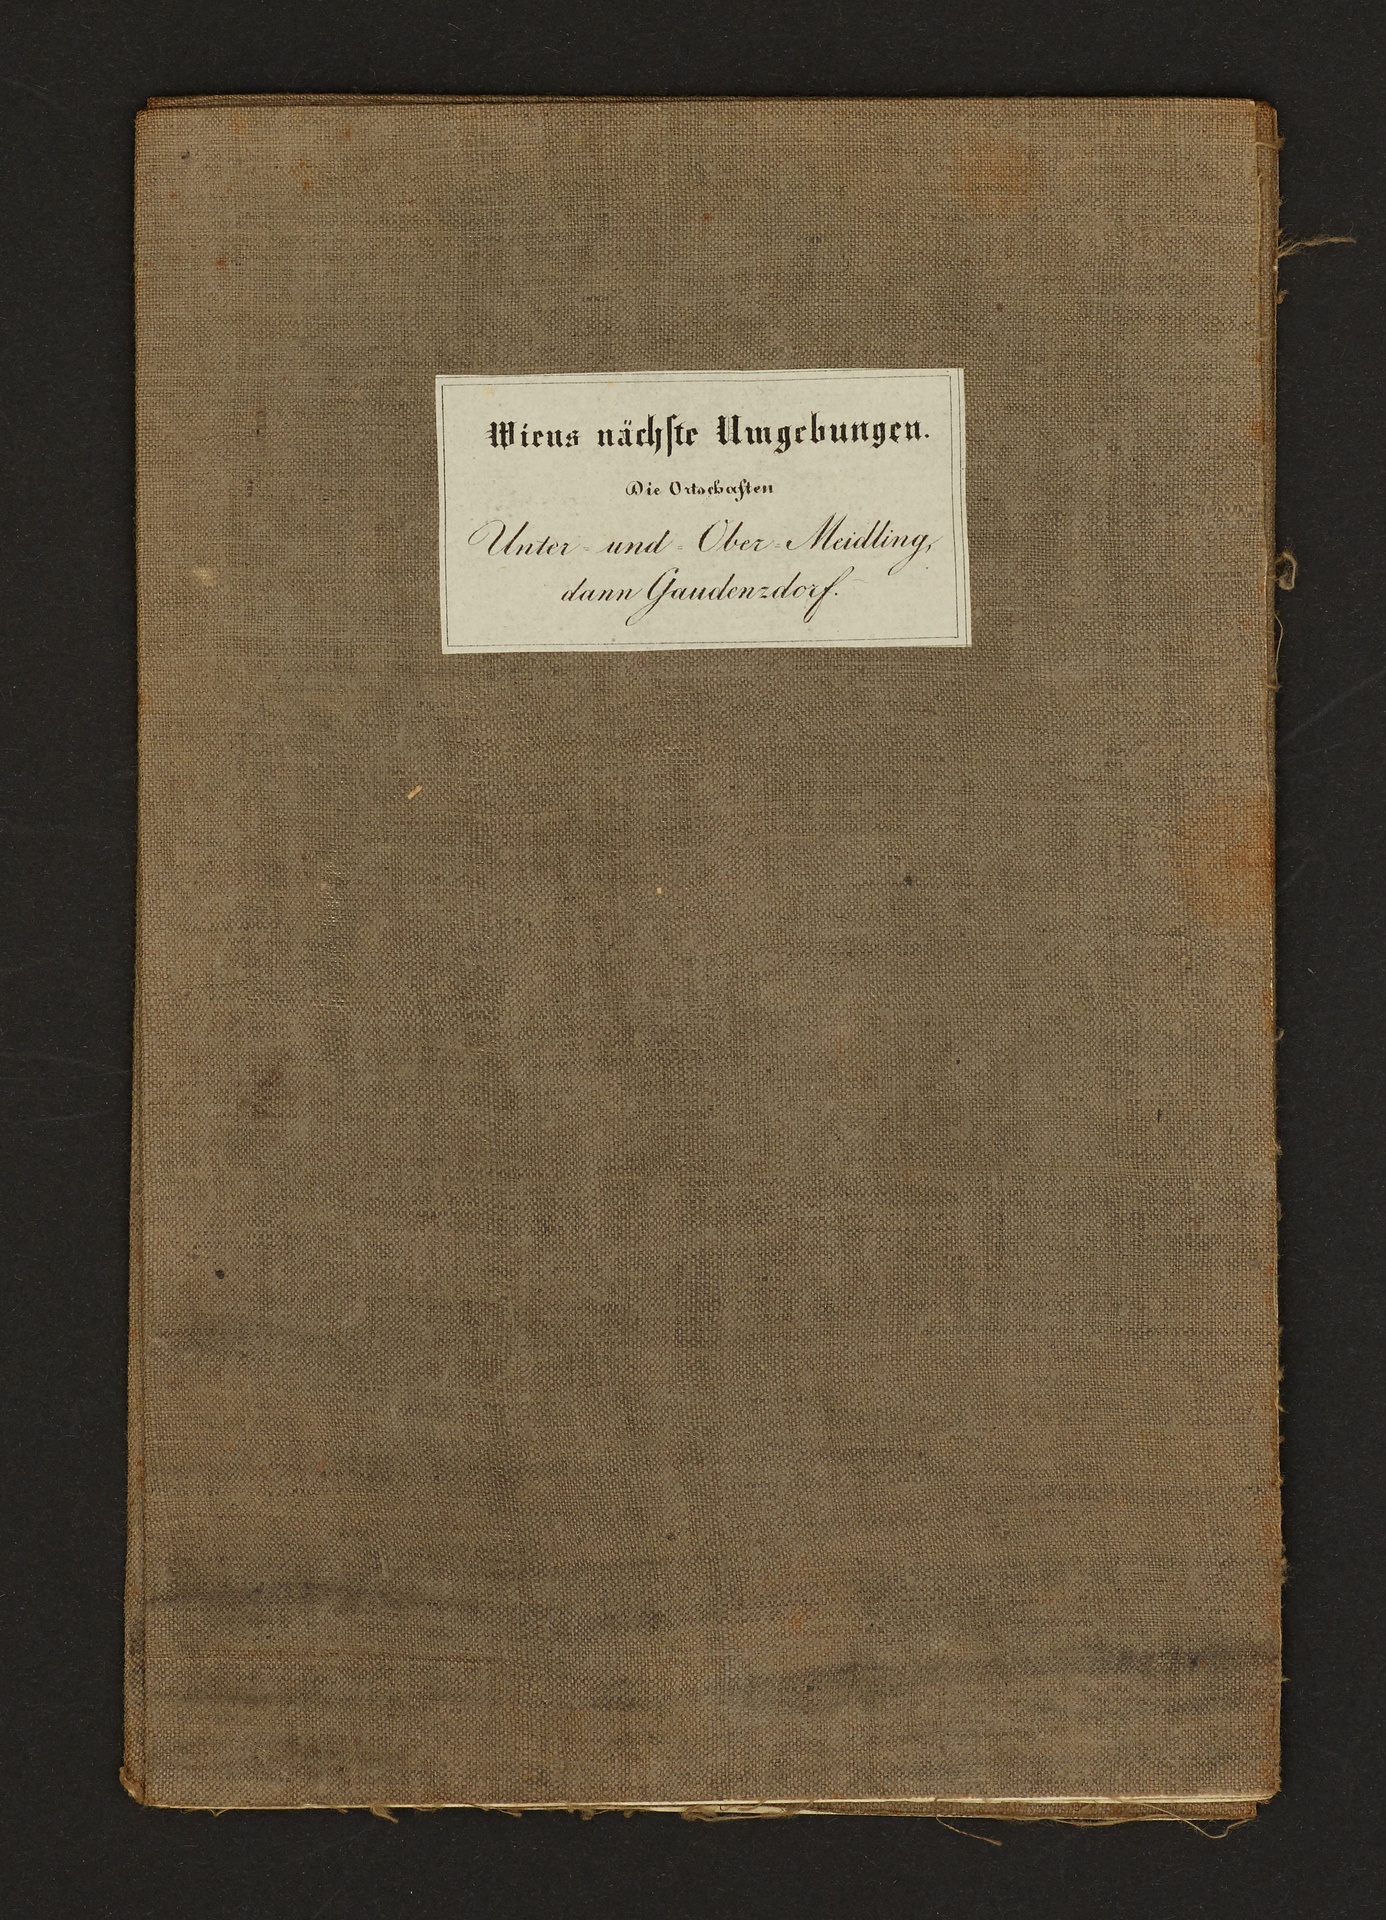 Wiens nächste Umgebungen.
Die Ortschaften
Unter- und-Ober-Meidling,
dann Gaudenzdorf.